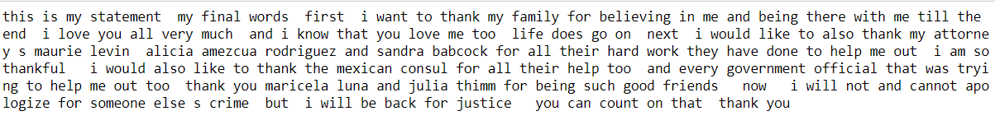 this is my statement  my final words  first  i want to thank my family for believing in me and being there with me till the
end  i love you all very much  and i know that you love me too  life does go on  next  i would like to also thank my attorne
y s maurie levin  alicia amezcua rodriguez and sandra babcock for all their hard work they have done to help me out  i am so
thankful   i would also like to thank the mexican consul for all their help too  and every government official that was tryi
ng to help me out too  thank you maricela luna and julia thimm for being such good friends   now   i will not and cannot apo
logize for someone else s crime  but  i will be back for justice   you can count on that  thank you